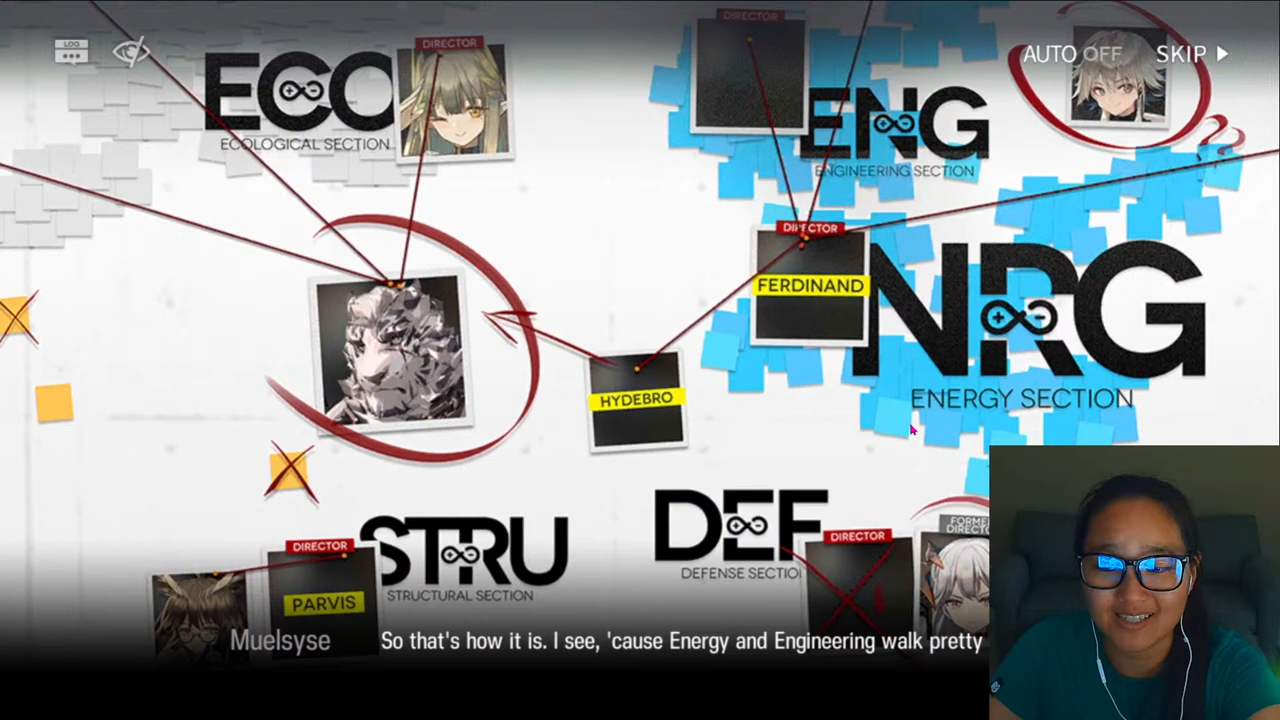 LOG
AUTO OFF
SKIP
DIRECTOR
DIRECTOR
ECO
ECOLOGICAL SECTION
ENG
ENGINEERING SECTION
??
DIRECTOR
FERDINAND
NRG
ENERGY SECTION
HYDEBRO
STRU
STRUCTURAL SECTION
DEF
DEFENSE SECTIO
DIRECTOR
DIRECTOR
FORME
DIRECTO
PARVIS
Muelsyse
So that's how it is. I see, 'cause Energy and Engineering walk pretty